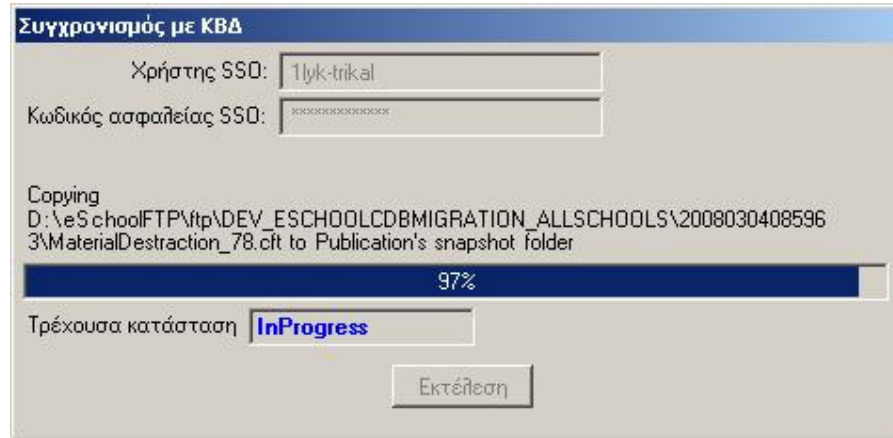 Συγχρονισμός με ΚΒΔ
Χρήστης SSO: 1lyk-trikal
Κωδικός ασφαλείας SSO: *************
Copying
D:\eSchoolFTP\ftp\DEV_ESCHOOLCDBMIGRATION_ALLSCHOOLS\2008030408596
3\MaterialDestraction_78.cft to Publication's snapshot folder
97%
Τρέχουσα κατάσταση InProgress
Εκτέλεση